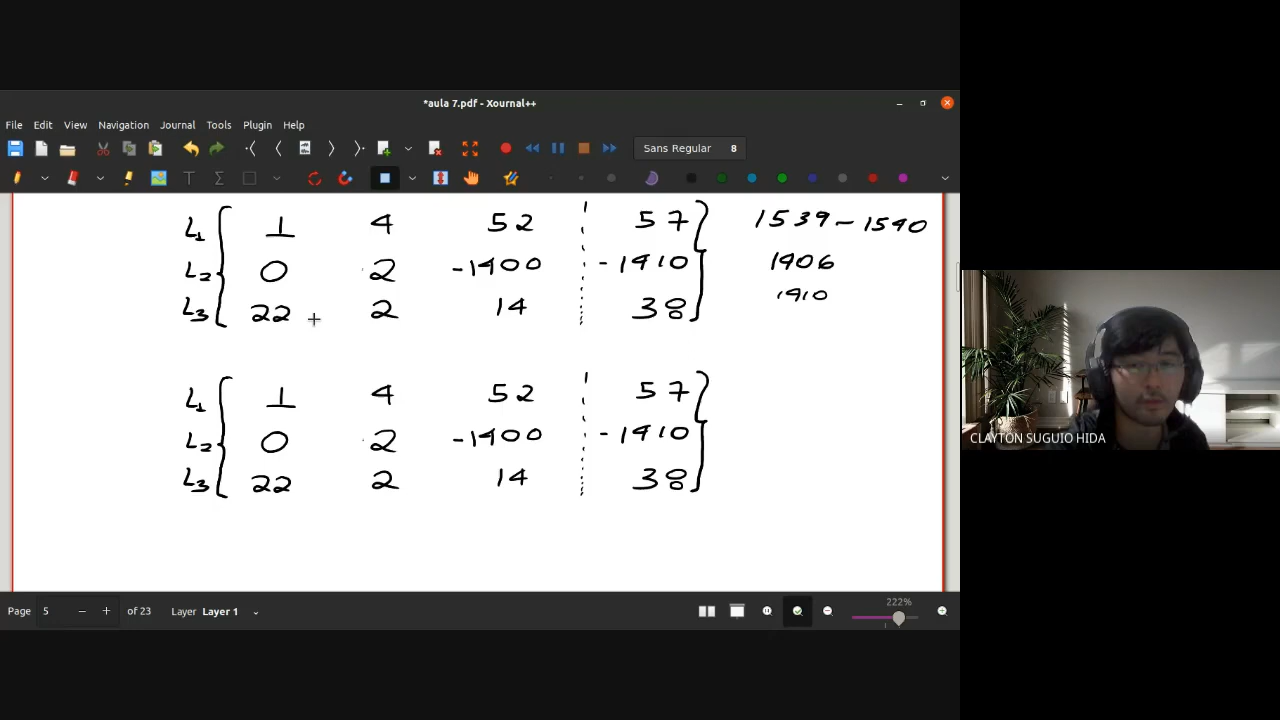 *aula 7.pdf - Xournal++
File Edit View Navigation Journal Tools Plugin Help
Sans Regular 8
L1 1 4 52 57 1539 - 1540
L2 0 2 -1400 -1410 1406
L3 22 2 14 38 1410
L1 1 4 52 57
L2 0 2 -1400 -1410
L3 22 2 14 38
CLAYTON SUGUIO HIDA
Page 5 of 23 Layer Layer 1 222%